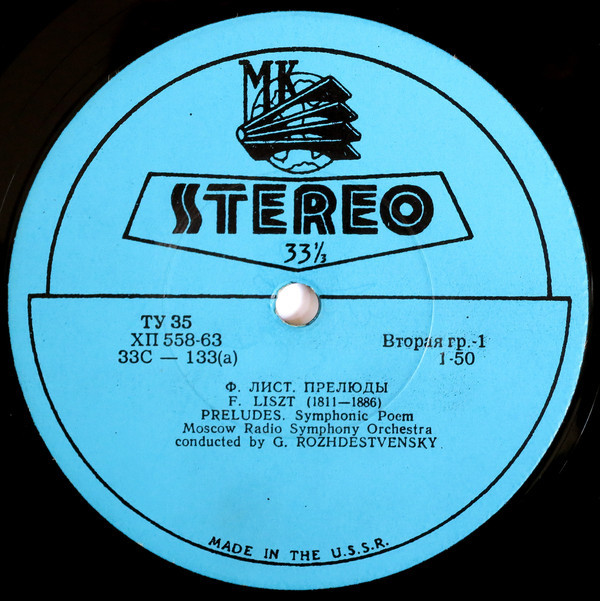 МК
STEREO
33⅓
ТУ 35
ХП 558-63
33С — 133(а)
Вторая гр.-1
1-50
Ф. ЛИСТ. ПРЕЛЮДЫ
F. LISZT (1811—1886)
PRELUDES. Symphonic Poem
Moscow Radio Symphony Orchestra
conducted by G. ROZHDESTVENSKY
MADE IN THE U.S.S.R.